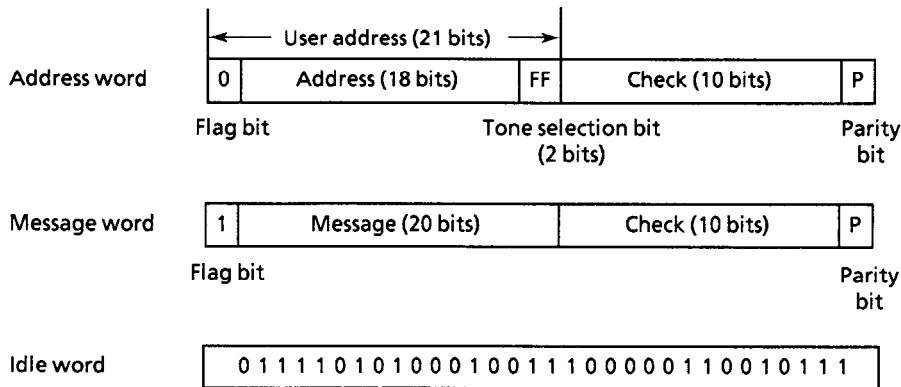 User address (21 bits)
Address word 0 Address (18 bits) FF Check (10 bits) P
Flag bit Tone selection bit Parity
(2 bits) bit
Message word 1 Message (20 bits) Check (10 bits) P
Flag bit Parity
bit
Idle word 0 1 1 1 1 0 1 0 1 0 0 0 1 0 0 1 1 1 0 0 0 0 0 1 1 0 0 1 0 1 1 1